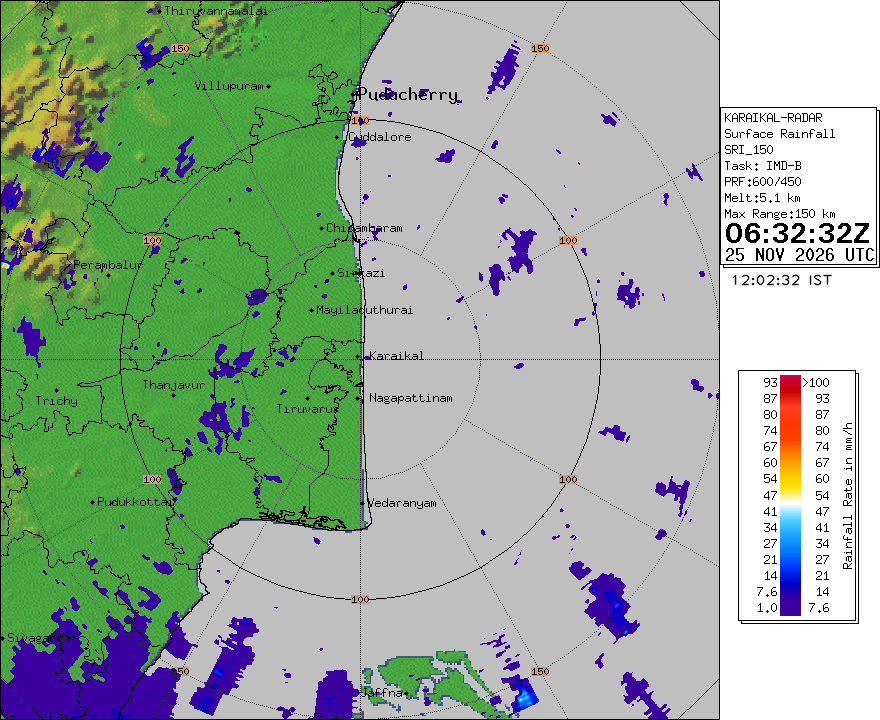 Thiruvannamalai
150
150
Villupuram
Puducherry
100
Cuddalore
KARAIKAL-RADAR
Surface Rainfall
SRI_150
Task: IMD-B
PRF:600/450
Melt:5.1 km
Max Range:150 km
06:32:32Z
25 NOV 2026 UTC
12:02:32 IST
Chidambaram
100
100
Perambalur
Sirkazi
Mayiladuthurai
Karaikal
Thanjavur
Trichy
Tiruvarur
Nagapattinam
100
100
Pudukkottai
Vedaranyam
100
Sivaganga
150
150
Jaffna
93 >100
87 93
80 87
74 80
67 74
60 67
54 60
47 54
41 47
34 41
27 34
21 27
14 21
7.6 14
1.0 7.6
Rainfall Rate in mm/h